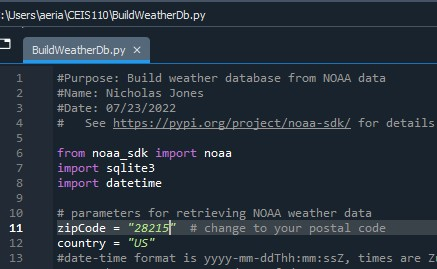 :\Users\aeria\CEIS110\BuildWeatherDb.py
BuildWeatherDb.py ×
1 #Purpose: Build weather database from NOAA data
2 #Name: Nicholas Jones
3 #Date: 07/23/2022
4 #   See https://pypi.org/project/noaa-sdk/ for details
5
6 from noaa_sdk import noaa
7 import sqlite3
8 import datetime
9
10 # parameters for retrieving NOAA weather data
11 zipCode = "28215"  # change to your postal code
12 country = "US"
13 #date-time format is yyyy-mm-ddThh:mm:ssZ, times are Z